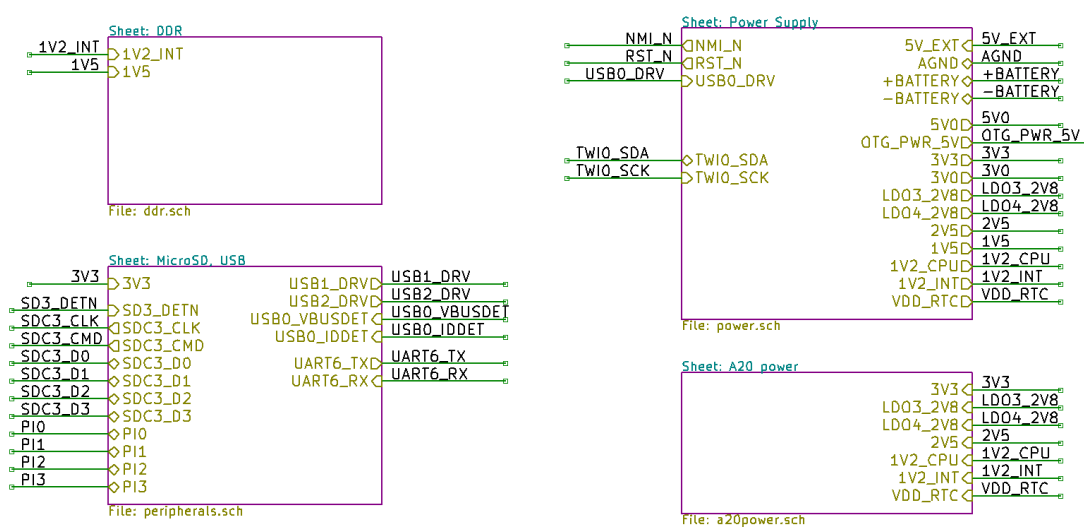 Sheet: DDR
1V2_INT
1V2_INT
1V5
1V5
File: ddr.sch
Sheet: MicroSD, USB
3V3
3V3
SD3_DETN
SD3_DETN
SDC3_CLK
SDC3_CLK
SDC3_CMD
SDC3_CMD
SDC3_D0
SDC3_D0
SDC3_D1
SDC3_D1
SDC3_D2
SDC3_D2
SDC3_D3
SDC3_D3
PI0
PI0
PI1
PI1
PI2
PI2
PI3
PI3
USB1_DRV
USB1_DRV
USB2_DRV
USB2_DRV
USB0_VBUSDET
USB0_VBUSDET
USB0_IDDET
USB0_IDDET
UART6_TX
UART6_TX
UART6_RX
UART6_RX
File: peripherals.sch
Sheet: Power Supply
NMI_N
NMI_N
RST_N
RST_N
USB0_DRV
USB0_DRV
TWI0_SDA
TWI0_SDA
TWI0_SCK
TWI0_SCK
5V_EXT
5V_EXT
AGND
AGND
+BATTERY
+BATTERY
-BATTERY
-BATTERY
5V0
5V0
OTG_PWR_5V
OTG_PWR_5V
3V3
3V3
3V0
3V0
LDO3_2V8
LDO3_2V8
LDO4_2V8
LDO4_2V8
2V5
2V5
1V5
1V5
1V2_CPU
1V2_CPU
1V2_INT
1V2_INT
VDD_RTC
VDD_RTC
File: power.sch
Sheet: A20 power
3V3
3V3
LDO3_2V8
LDO3_2V8
LDO4_2V8
LDO4_2V8
2V5
2V5
1V2_CPU
1V2_CPU
1V2_INT
1V2_INT
VDD_RTC
VDD_RTC
File: a20power.sch